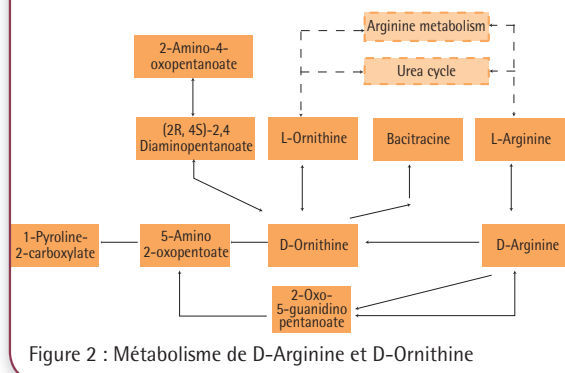 Arginine metabolism
2-Amino-4-
oxopentanoate
Urea cycle
(2R, 4S)-2,4
Diaminopentanoate
L-Ornithine
Bacitracine
L-Arginine
1-Pyroline-
2-carboxylate
5-Amino
2-oxopentoate
D-Ornithine
D-Arginine
2-Oxo-
5-guanidino
pentanoate
Figure 2 : Métabolisme de D-Arginine et D-Ornithine